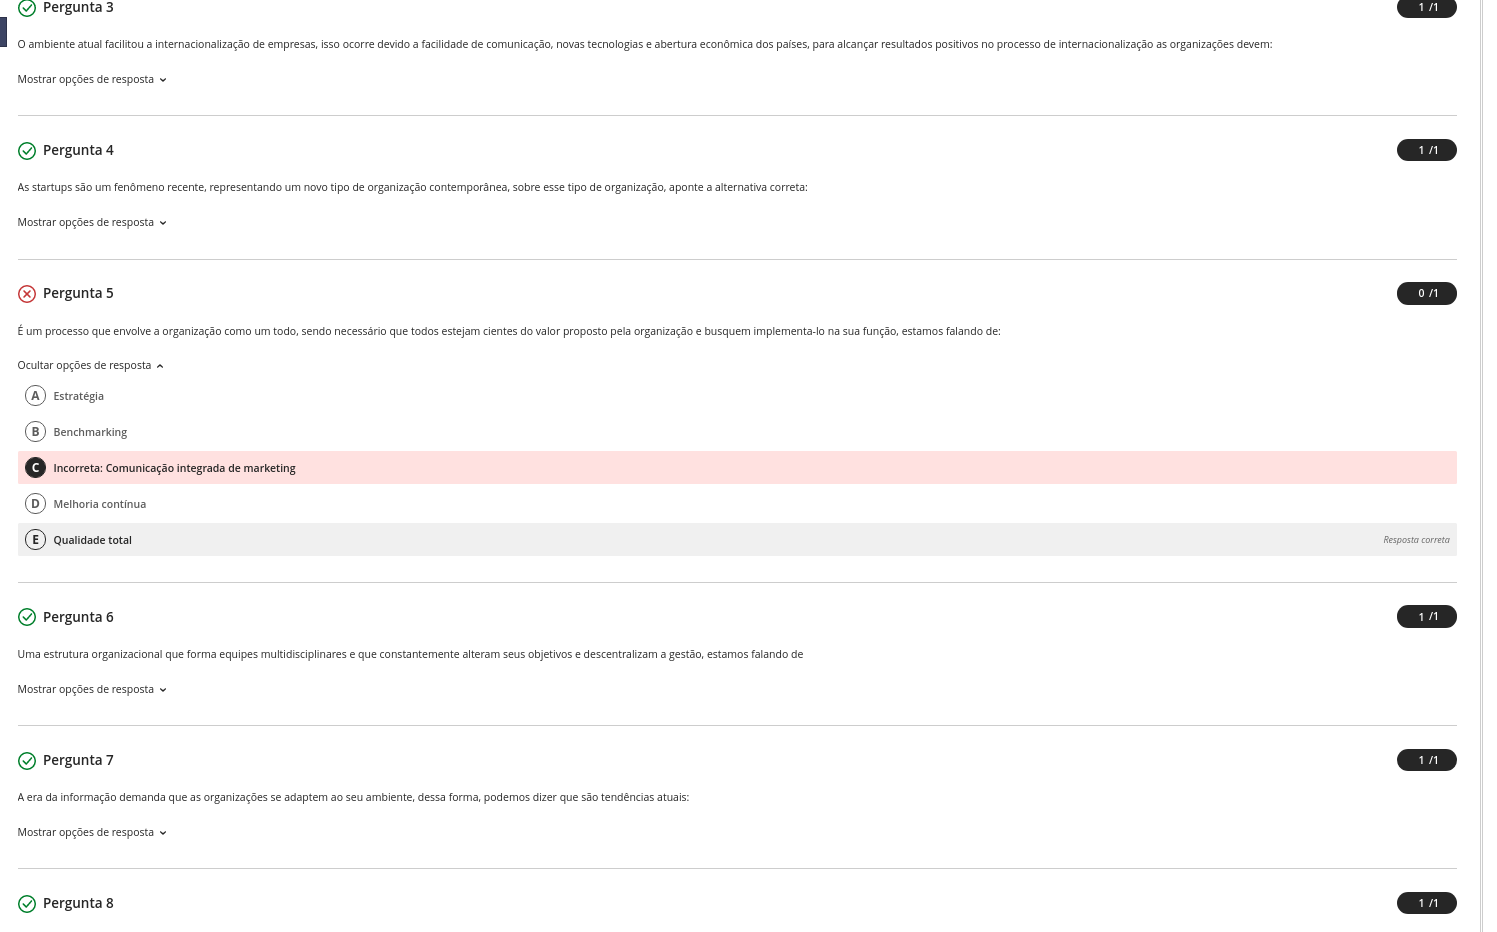 Pergunta 3
1 /1
O ambiente atual facilitou a internacionalização de empresas, isso ocorre devido a facilidade de comunicação, novas tecnologias e abertura econômica dos países, para alcançar resultados positivos no processo de internacionalização as organizações devem:
Mostrar opções de resposta
Pergunta 4
1 /1
As startups são um fenômeno recente, representando um novo tipo de organização contemporânea, sobre esse tipo de organização, aponte a alternativa correta:
Mostrar opções de resposta
Pergunta 5
0 /1
É um processo que envolve a organização como um todo, sendo necessário que todos estejam cientes do valor proposto pela organização e busquem implementa-lo na sua função, estamos falando de:
Ocultar opções de resposta
A Estratégia
B Benchmarking
C Incorreta: Comunicação integrada de marketing
D Melhoria contínua
E Qualidade total
Resposta correta
Pergunta 6
1 /1
Uma estrutura organizacional que forma equipes multidisciplinares e que constantemente alteram seus objetivos e descentralizam a gestão, estamos falando de
Mostrar opções de resposta
Pergunta 7
1 /1
A era da informação demanda que as organizações se adaptem ao seu ambiente, dessa forma, podemos dizer que são tendências atuais:
Mostrar opções de resposta
Pergunta 8
1 /1